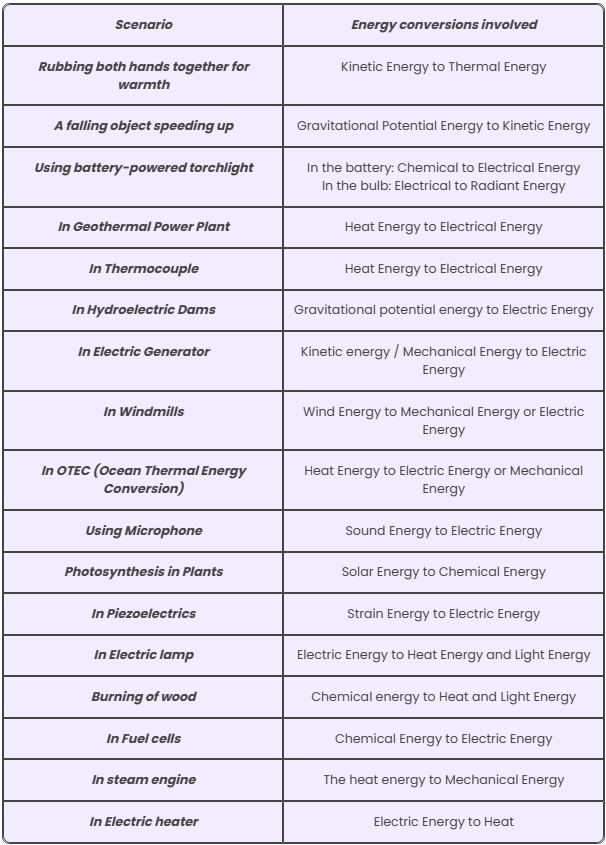 Scenario
Energy conversions involved
Rubbing both hands together for
warmth
Kinetic Energy to Thermal Energy
A falling object speeding up
Gravitational Potential Energy to Kinetic Energy
Using battery-powered torchlight
In the battery: Chemical to Electrical Energy
In the bulb: Electrical to Radiant Energy
In Geothermal Power Plant
Heat Energy to Electrical Energy
In Thermocouple
Heat Energy to Electrical Energy
In Hydroelectric Dams
Gravitational potential energy to Electric Energy
In Electric Generator
Kinetic energy / Mechanical Energy to Electric
Energy
In Windmills
Wind Energy to Mechanical Energy or Electric
Energy
In OTEC (Ocean Thermal Energy
Conversion)
Heat Energy to Electric Energy or Mechanical
Energy
Using Microphone
Sound Energy to Electric Energy
Photosynthesis in Plants
Solar Energy to Chemical Energy
In Piezoelectrics
Strain Energy to Electric Energy
In Electric lamp
Electric Energy to Heat Energy and Light Energy
Burning of wood
Chemical energy to Heat and Light Energy
In Fuel cells
Chemical Energy to Electric Energy
In steam engine
The heat energy to Mechanical Energy
In Electric heater
Electric Energy to Heat